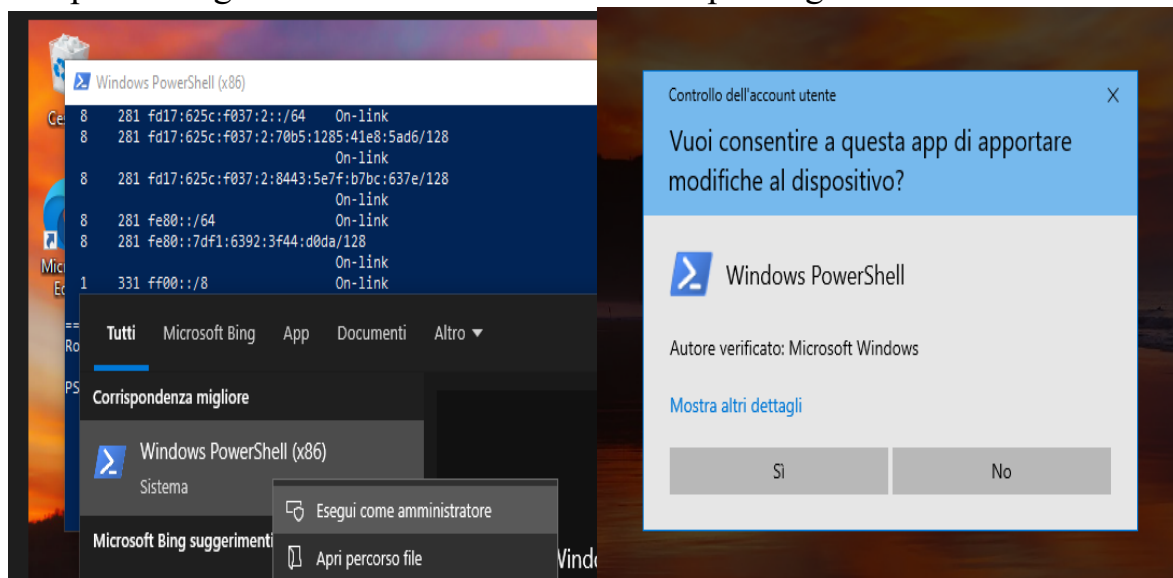 Windows PowerShell (x86)
8 281 fd17:625c:f037:2::/64 On-link
8 281 fd17:625c:f037:2:70b5:1285:41e8:5ad6/128
On-link
8 281 fd17:625c:f037:2:8443:5e7f:b7bc:637e/128
On-link
8 281 fe80::/64 On-link
8 281 fe80::7df1:6392:3f44:d0da/128
On-link
1 331 ff00::/8 On-link
==
Ro
PS
Ce
Mic
Ed
Tutti Microsoft Bing App Documenti Altro
Corrispondenza migliore
Windows PowerShell (x86)
Sistema
Esegui come amministratore
Microsoft Bing suggerimenti
Apri percorso file
Controllo dell'account utente X
Vuoi consentire a questa app di apportare
modifiche al dispositivo?
Windows PowerShell
Autore verificato: Microsoft Windows
Mostra altri dettagli
Sì No